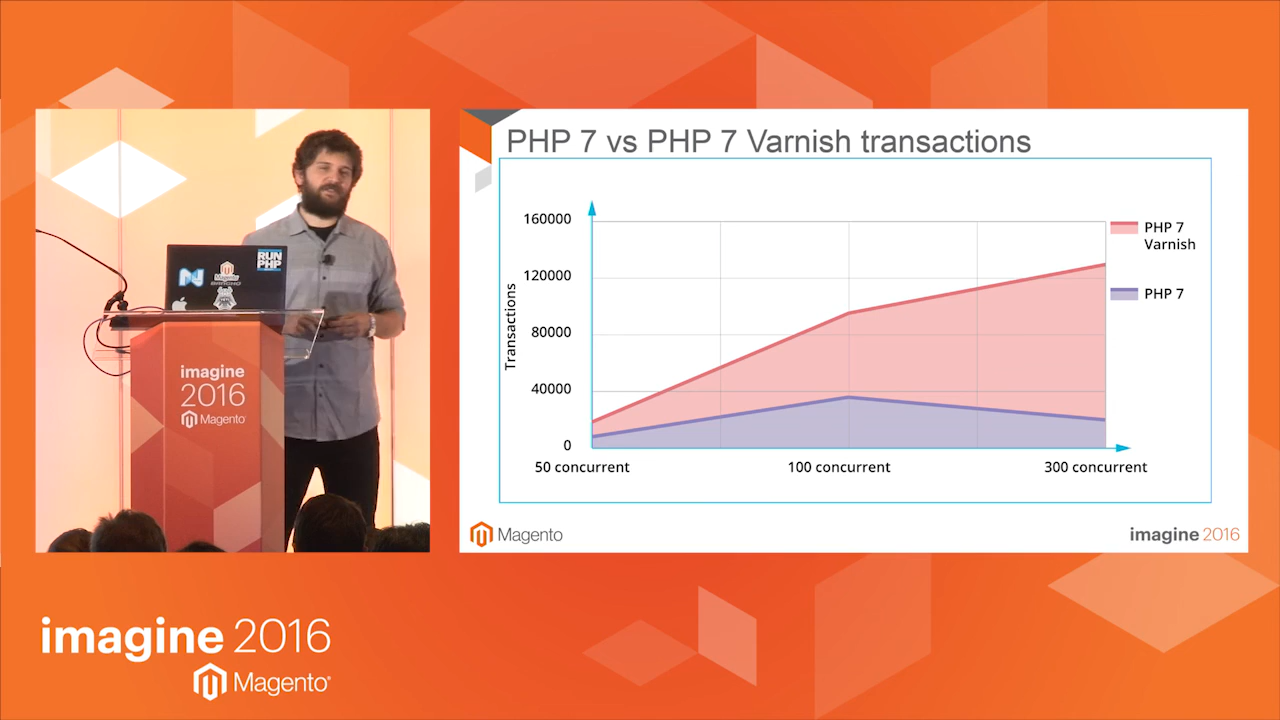 PHP 7 vs PHP 7 Varnish transactions
160000
120000
80000
40000
0
Transactions
50 concurrent
100 concurrent
300 concurrent
PHP 7
Varnish
PHP 7
Magento
imagine 2016
RUN
PHP
Magento
imagine
2016
Magento
imagine 2016
Magento